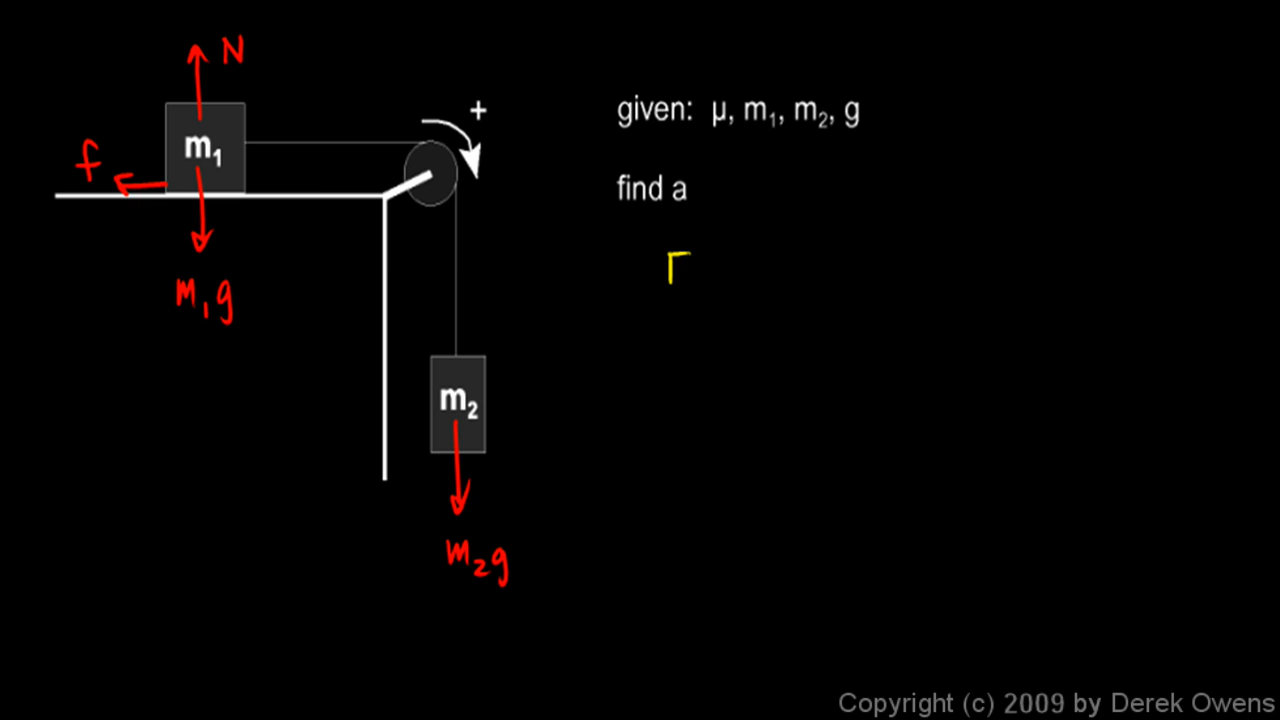 N
+
given: μ, m₁, m₂, g
m₁
f
find a
m₁g
m₂
m₂g
Copyright (c) 2009 by Derek Owens